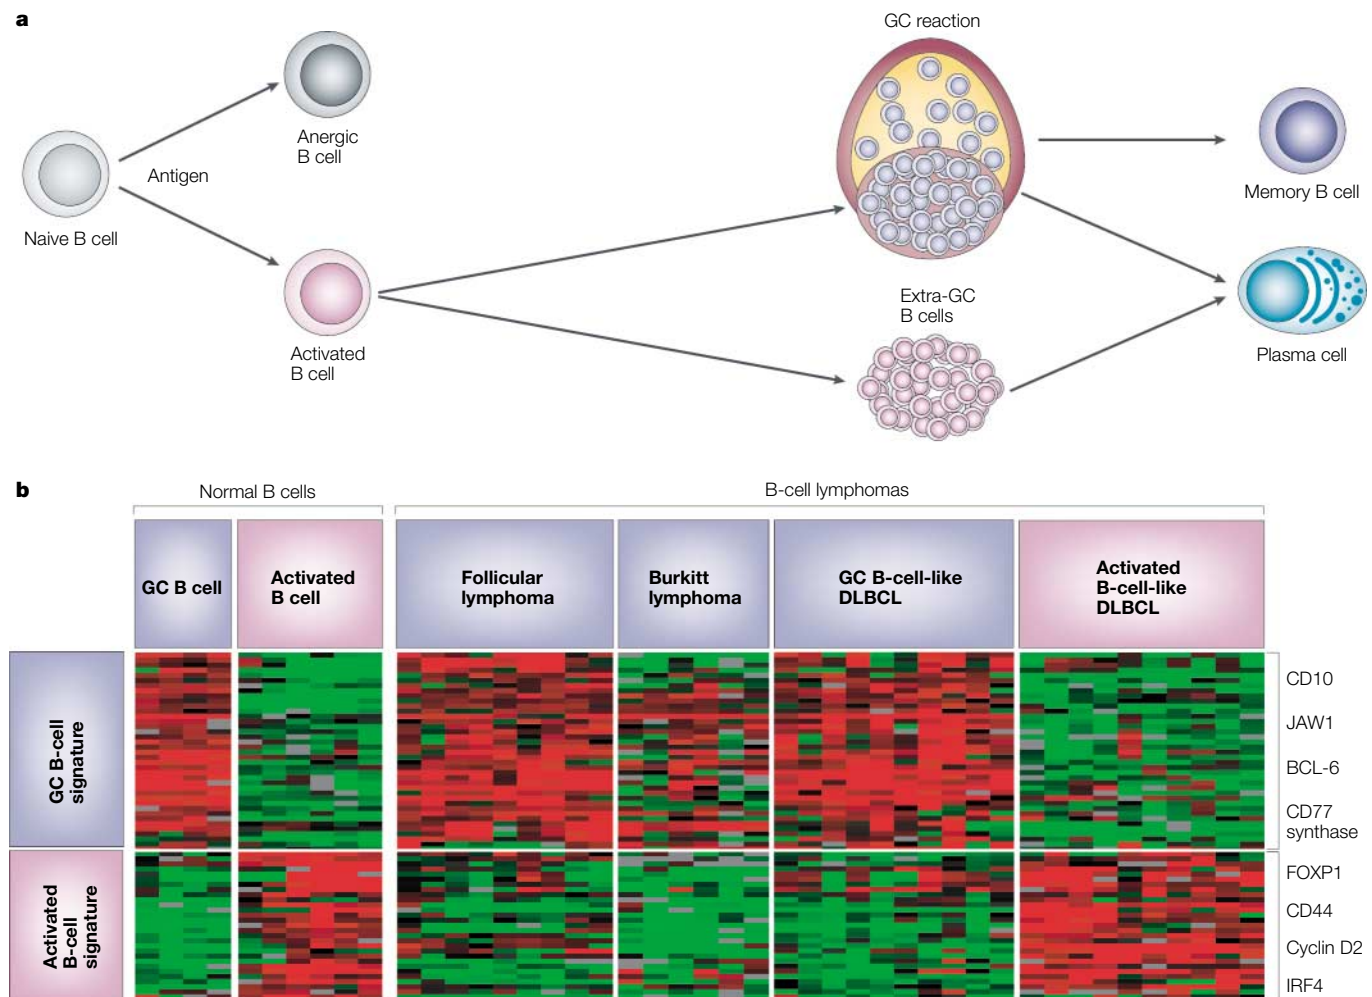 a
GC reaction
Anergic
B cell
Antigen
Naive B cell
Memory B cell
Extra-GC
B cells
Activated
B cell
Plasma cell
b
Normal B cells
B-cell lymphomas
GC B cell
Activated
B cell
Follicular
lymphoma
Burkitt
lymphoma
GC B-cell-like
DLBCL
Activated
B-cell-like
DLBCL
GC B-cell
signature
CD10
JAW1
BCL-6
CD77
synthase
Activated
B-cell
signature
FOXP1
CD44
Cyclin D2
IRF4